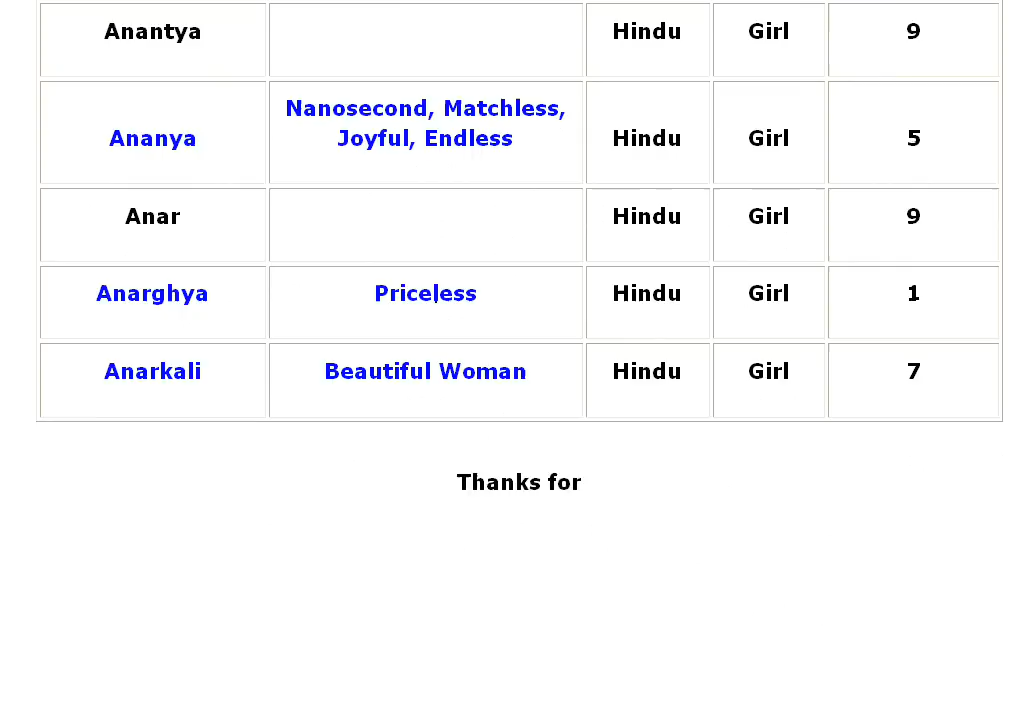 Anantya Hindu Girl 9
Nanosecond, Matchless,
Ananya Joyful, Endless Hindu Girl 5
Anar Hindu Girl 9
Anarghya Priceless Hindu Girl 1
Anarkali Beautiful Woman Hindu Girl 7
Thanks for